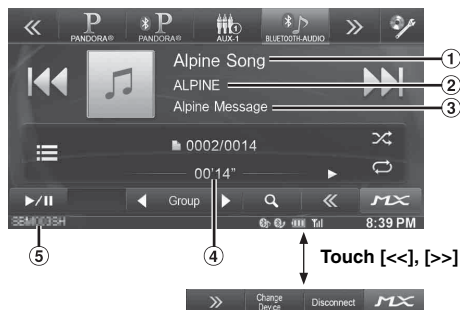 PANDORA® PANDORA® AUX-1 BLUETOOTH-AUDIO
Alpine Song 1
ALPINE 2
Alpine Message 3
0002/0014
00'14"
Group MX
SBM003SH 8:39 PM
5 4
Touch [<<], [>>]
Change Device Disconnect MX